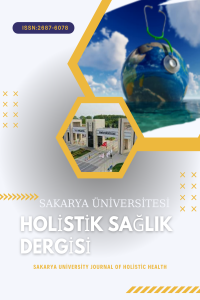 ISSN:2687-6078
SAKARYA ÜNİVERSİTESİ
HOLİSTİK SAĞLIK
DERGİSİ
SAKARYA UNIVERSITY JOURNAL OF HOLISTIC HEALTH